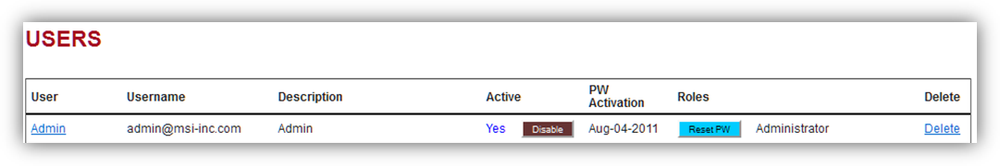 USERS
User Username Description Active PW Activation Roles Delete
Admin admin@msi-inc.com Admin Yes Disable Aug-04-2011 Reset PW Administrator Delete